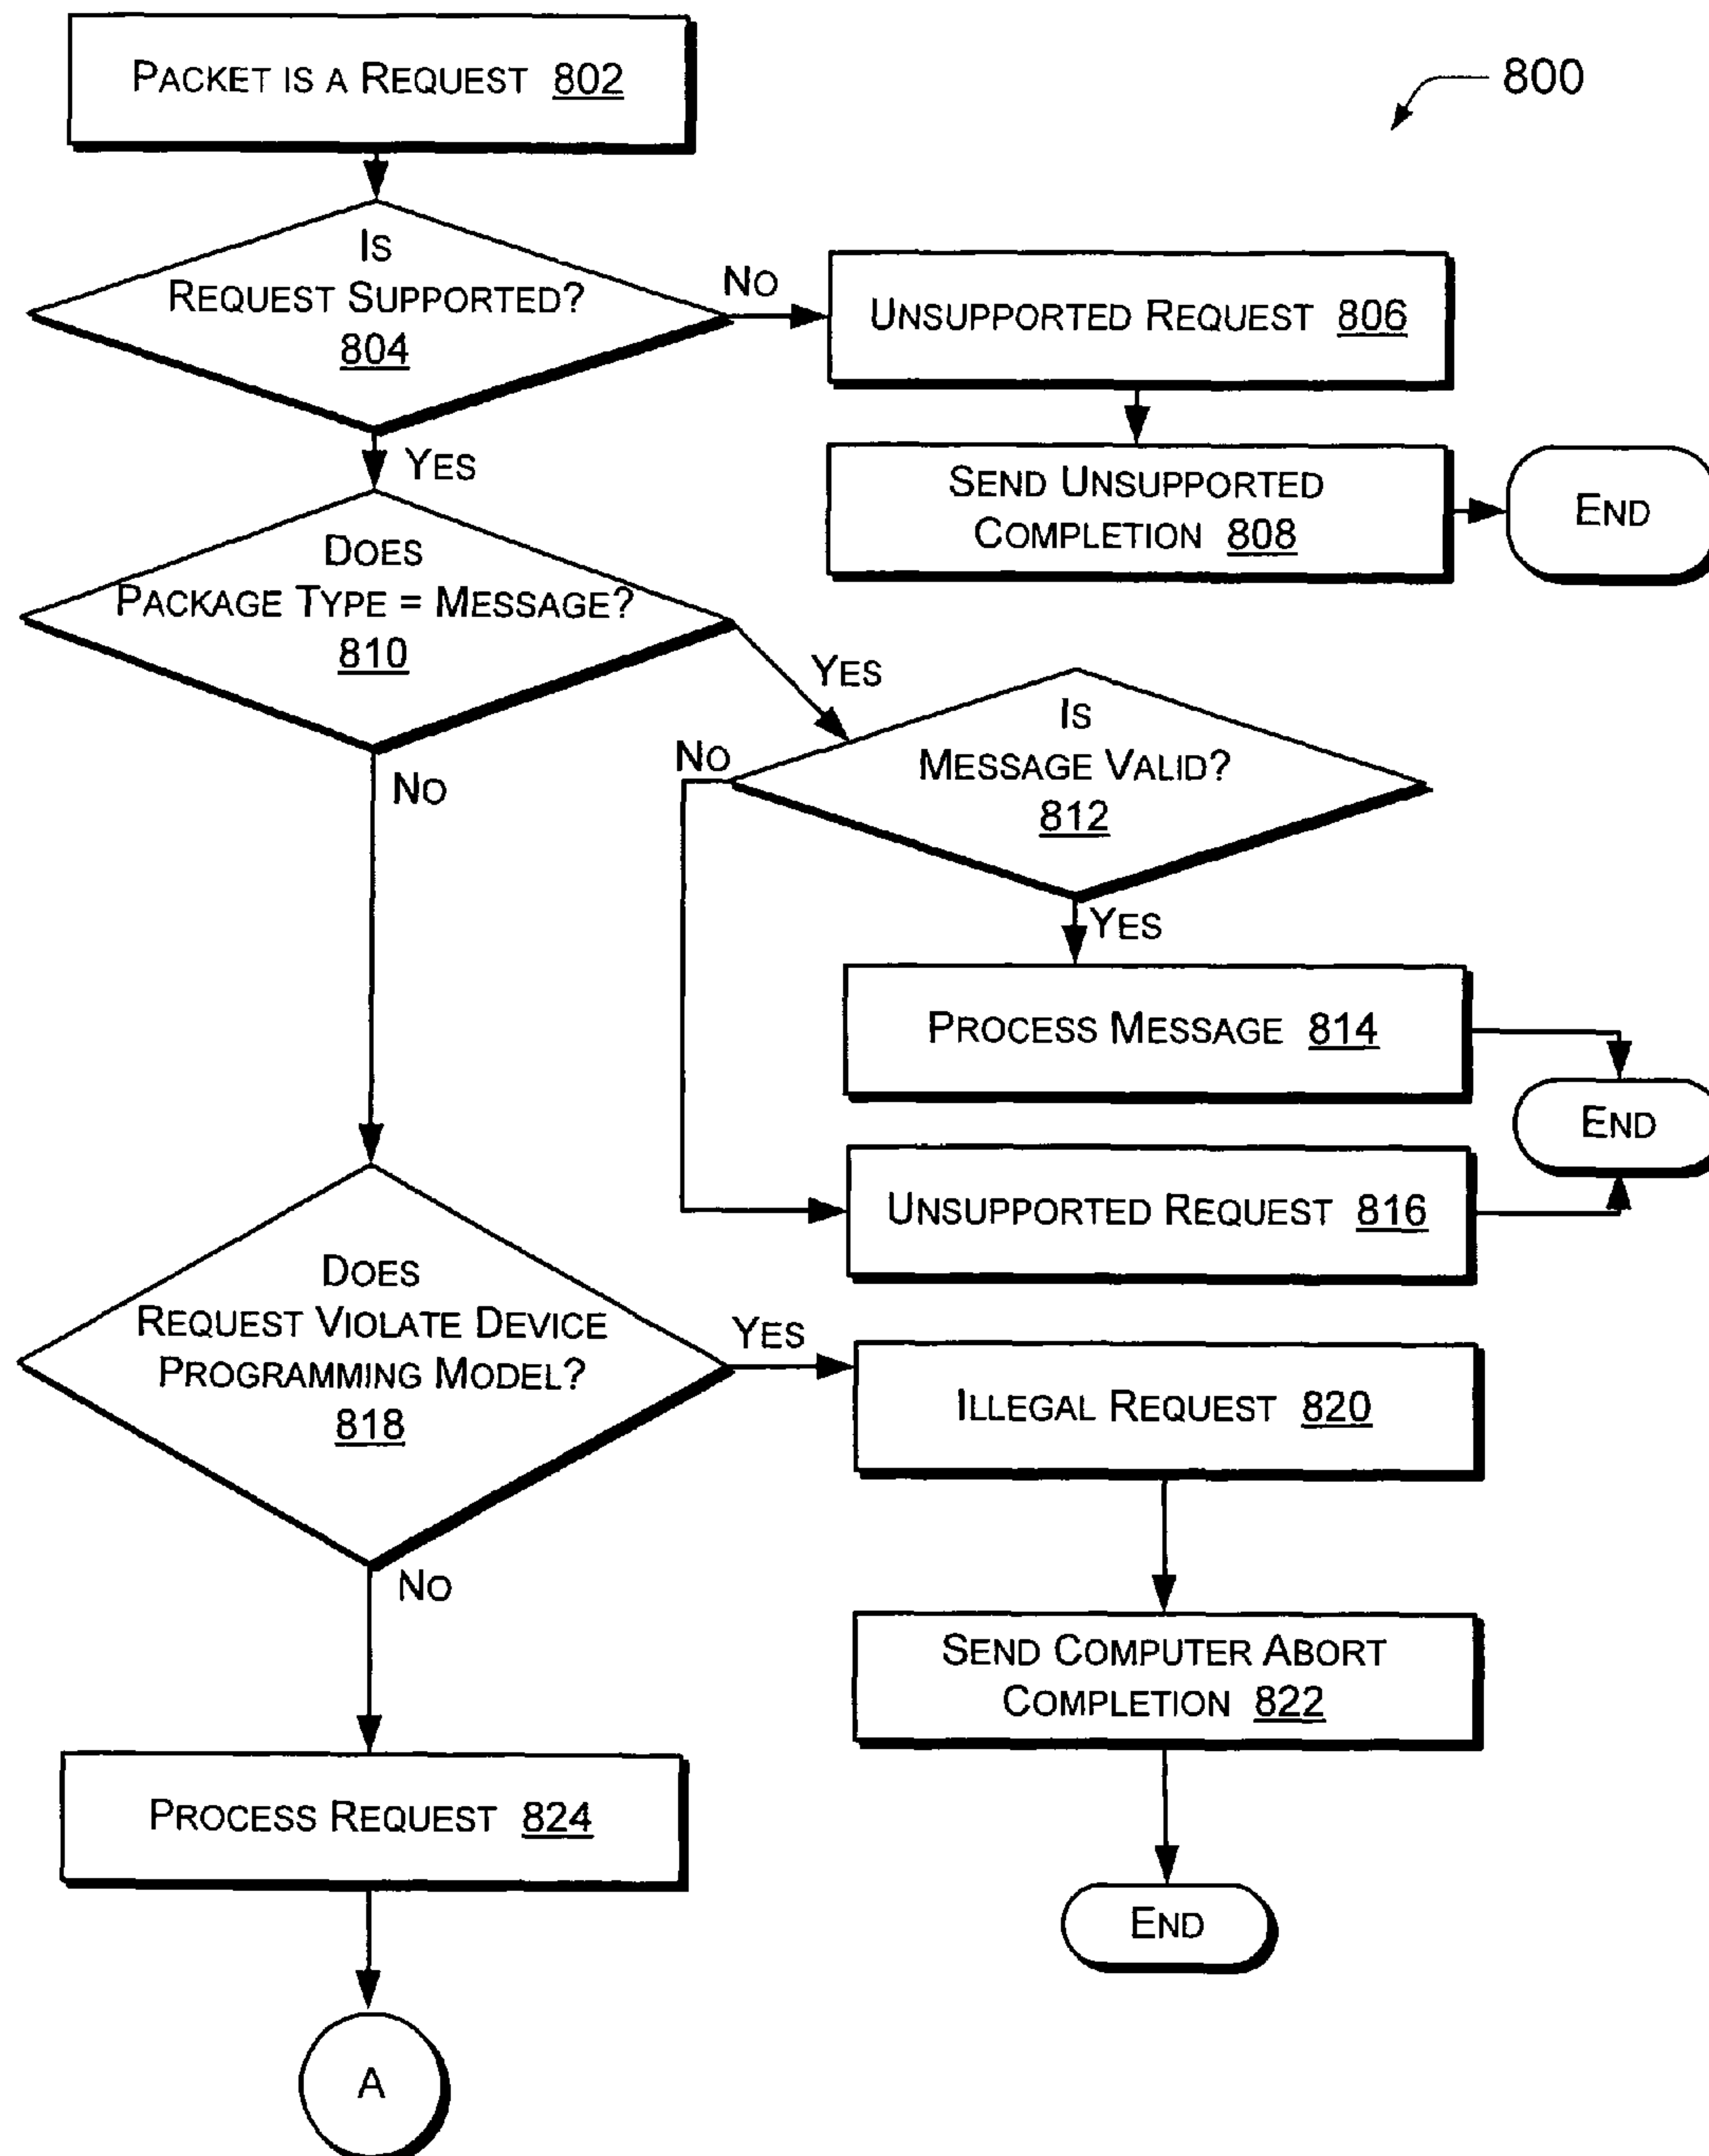 PACKET IS A REQUEST 802
800
IS
REQUEST SUPPORTED?
804
NO
UNSUPPORTED REQUEST 806
YES
SEND UNSUPPORTED
COMPLETION 808
END
DOES
PACKAGE TYPE = MESSAGE?
810
YES
NO
IS
MESSAGE VALID?
812
NO
YES
PROCESS MESSAGE 814
END
UNSUPPORTED REQUEST 816
DOES
REQUEST VIOLATE DEVICE
PROGRAMMING MODEL?
818
YES
ILLEGAL REQUEST 820
NO
SEND COMPUTER ABORT
COMPLETION 822
PROCESS REQUEST 824
END
A